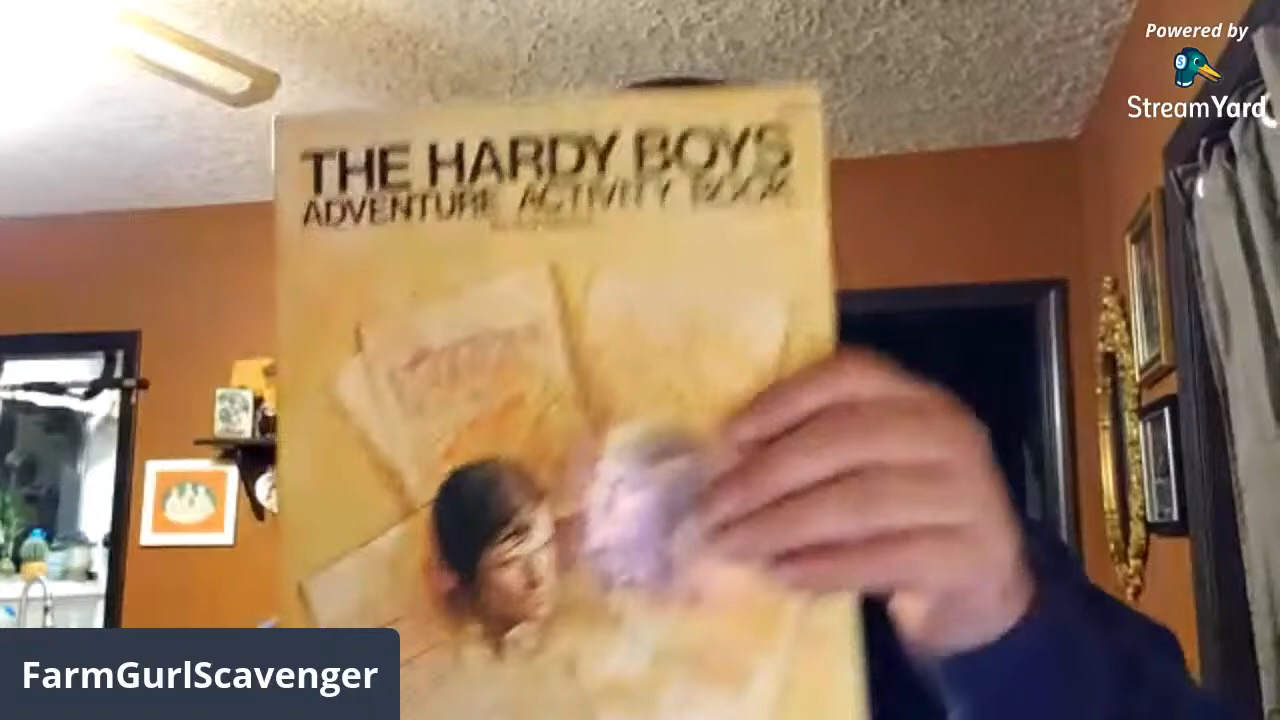 Powered by
StreamYard
THE HARDY BOYS
ADVENTURE ACTIVITY BOOK
FarmGurlScavenger